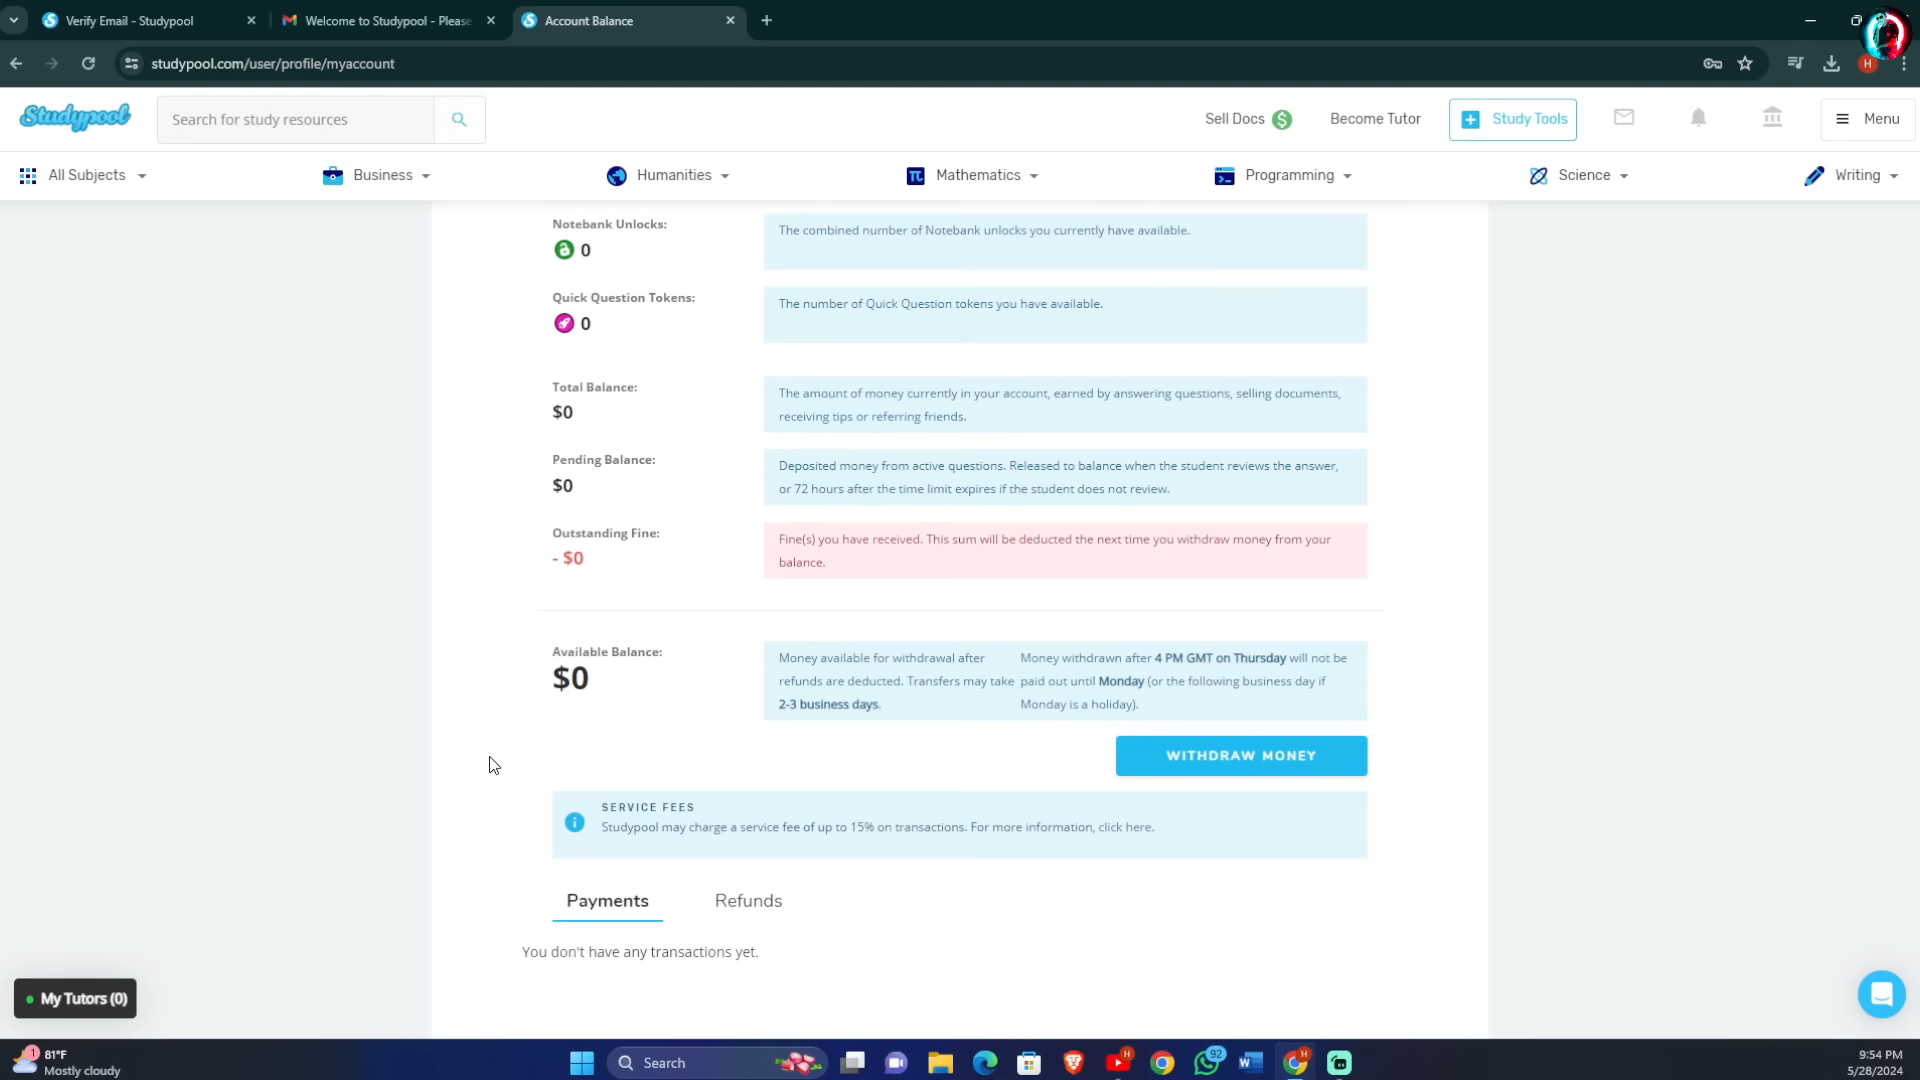 Verify Email - Studypool
Welcome to Studypool - Please
Account Balance
studypool.com/user/profile/myaccount
H
Studypool
Search for study resources
Sell Docs $
Become Tutor
Study Tools
Menu
All Subjects
Business
Humanities
Mathematics
Programming
Science
Writing
Notebank Unlocks:
0
The combined number of Notebank unlocks you currently have available.
Quick Question Tokens:
0
The number of Quick Question tokens you have available.
Total Balance:
$0
The amount of money currently in your account, earned by answering questions, selling documents,
receiving tips or referring friends.
Pending Balance:
$0
Deposited money from active questions. Released to balance when the student reviews the answer,
or 72 hours after the time limit expires if the student does not review.
Outstanding Fine:
- $0
Fine(s) you have received. This sum will be deducted the next time you withdraw money from your
balance.
Available Balance:
$0
Money available for withdrawal after
refunds are deducted. Transfers may take
2-3 business days.
Money withdrawn after 4 PM GMT on Thursday will not be
paid out until Monday (or the following business day if
Monday is a holiday).
WITHDRAW MONEY
SERVICE FEES
Studypool may charge a service fee of up to 15% on transactions. For more information, click here.
Payments
Refunds
You don't have any transactions yet.
My Tutors (0)
1
81°F
Mostly cloudy
Search
H
92
H
9:54 PM
5/28/2024